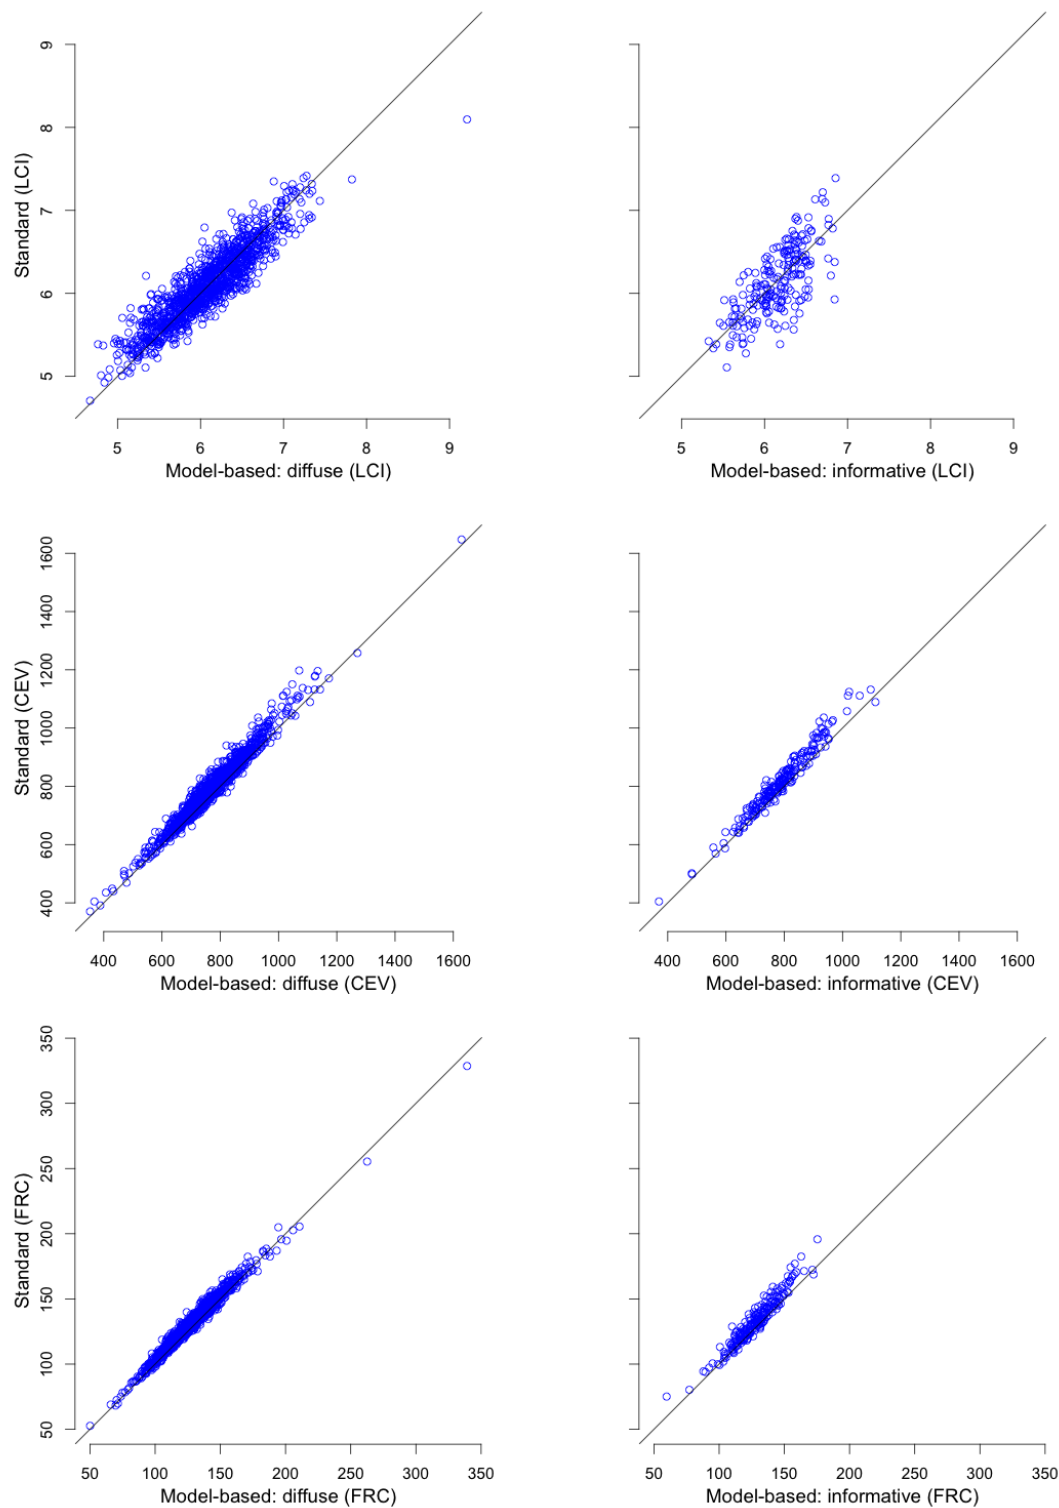 9
8
7
6
5
Standard (LCI)
5 6 7 8 9
Model-based: diffuse (LCI)
5 6 7 8 9
Model-based: informative (LCI)
1600
1400
1200
1000
800
600
400
Standard (CEV)
400 600 800 1000 1200 1400 1600
Model-based: diffuse (CEV)
400 600 800 1000 1200 1400 1600
Model-based: informative (CEV)
350
300
250
200
150
100
50
Standard (FRC)
50 100 150 200 250 300 350
Model-based: diffuse (FRC)
50 100 150 200 250 300 350
Model-based: informative (FRC)